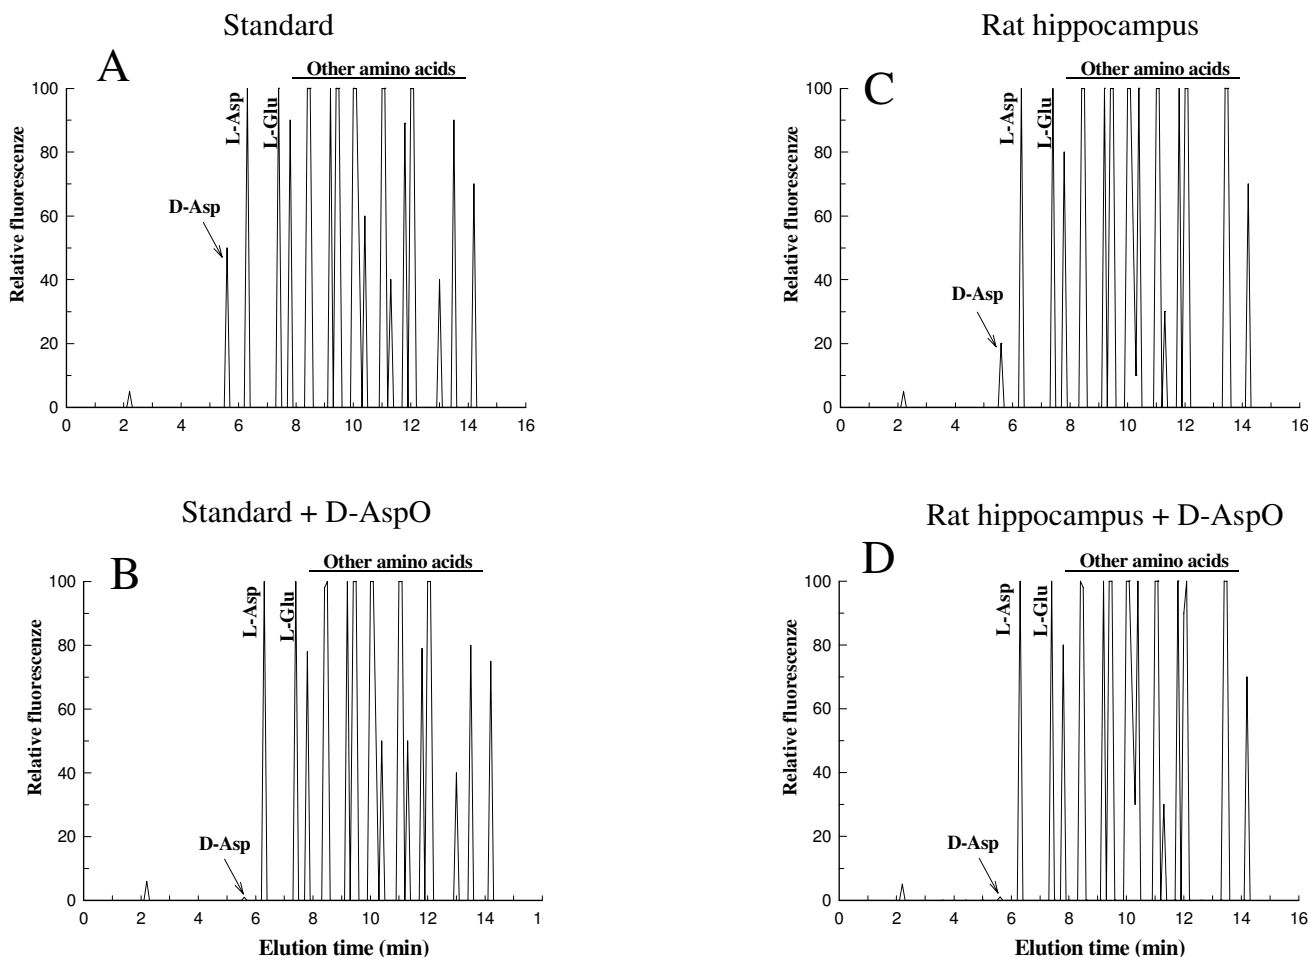 Standard
A
Other amino acids
L-Asp
L-Glu
D-Asp
Relative fluorescenze
100
80
60
40
20
0
0 2 4 6 8 10 12 14 16
Rat hippocampus
C
Other amino acids
L-Asp
L-Glu
D-Asp
Relative fluorescenze
100
80
60
40
20
0
0 2 4 6 8 10 12 14 16
Standard + D-AspO
B
Other amino acids
L-Asp
L-Glu
D-Asp
Relative fluorescenze
100
80
60
40
20
0
0 2 4 6 8 10 12 14 1
Elution time (min)
Rat hippocampus + D-AspO
D
Other amino acids
L-Asp
L-Glu
D-Asp
Relative fluorescenze
100
80
60
40
20
0
0 2 4 6 8 10 12 14 16
Elution time (min)